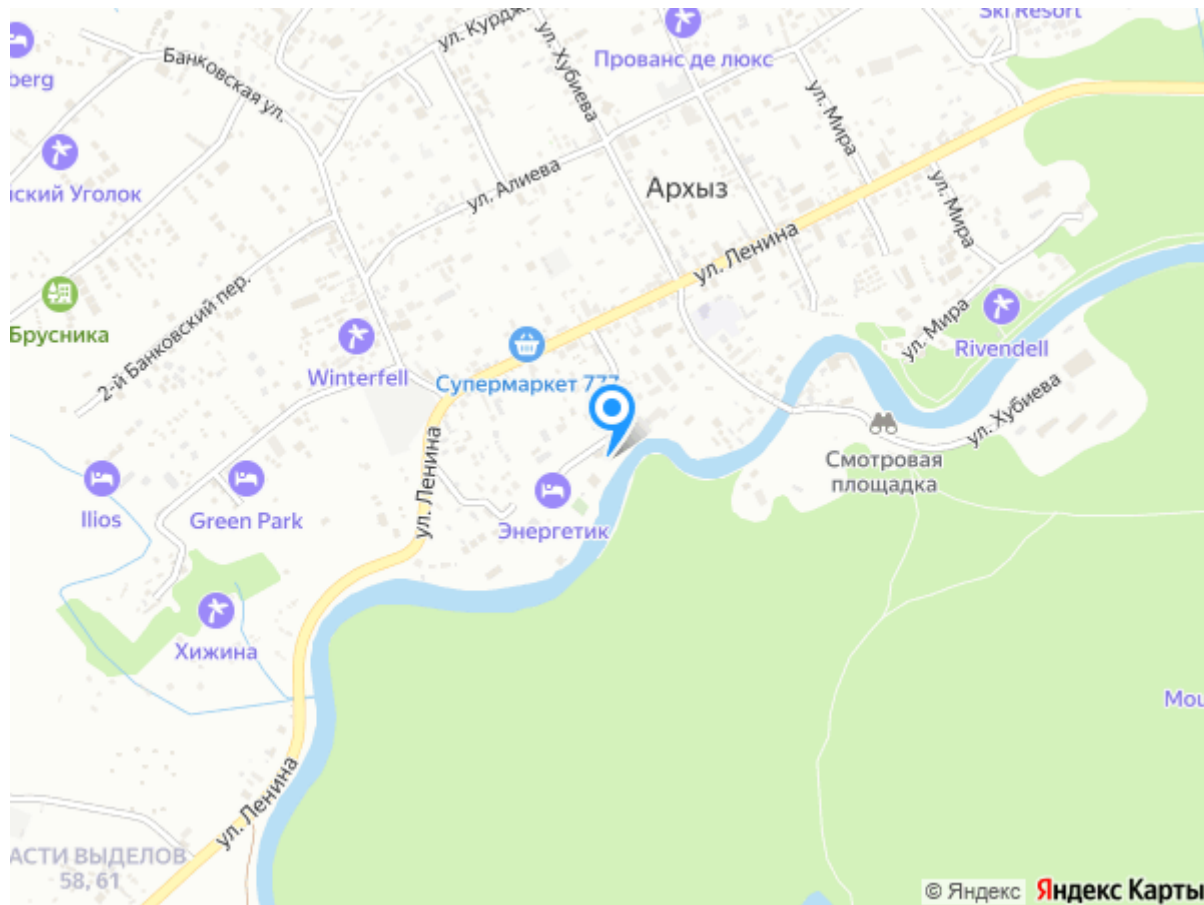 Ski Resort
ул. Курдж
ул. Хубиева
Прованс де люкс
berg
Банковская ул.
ул. Мира
ский Уголок
ул. Алиева
Архыз
ул. Мира
ул. Ленина
2-й Банковский пер.
Брусника
ул. Мира
Rivendell
Winterfell
Супермаркет 777
ул. Хубиева
ул. Ленина
Смотровая
площадка
Ilios
Green Park
Энергетик
Хижина
Mou
ул. Ленина
АСТИ ВЫДЕЛОВ
58, 61
© Яндекс Яндекс Карты